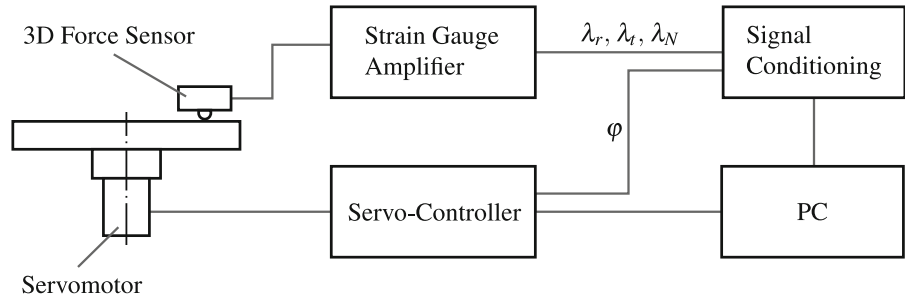 3D Force Sensor
Strain Gauge
Amplifier
λr, λt, λN
Signal
Conditioning
φ
Servo-Controller
PC
Servomotor